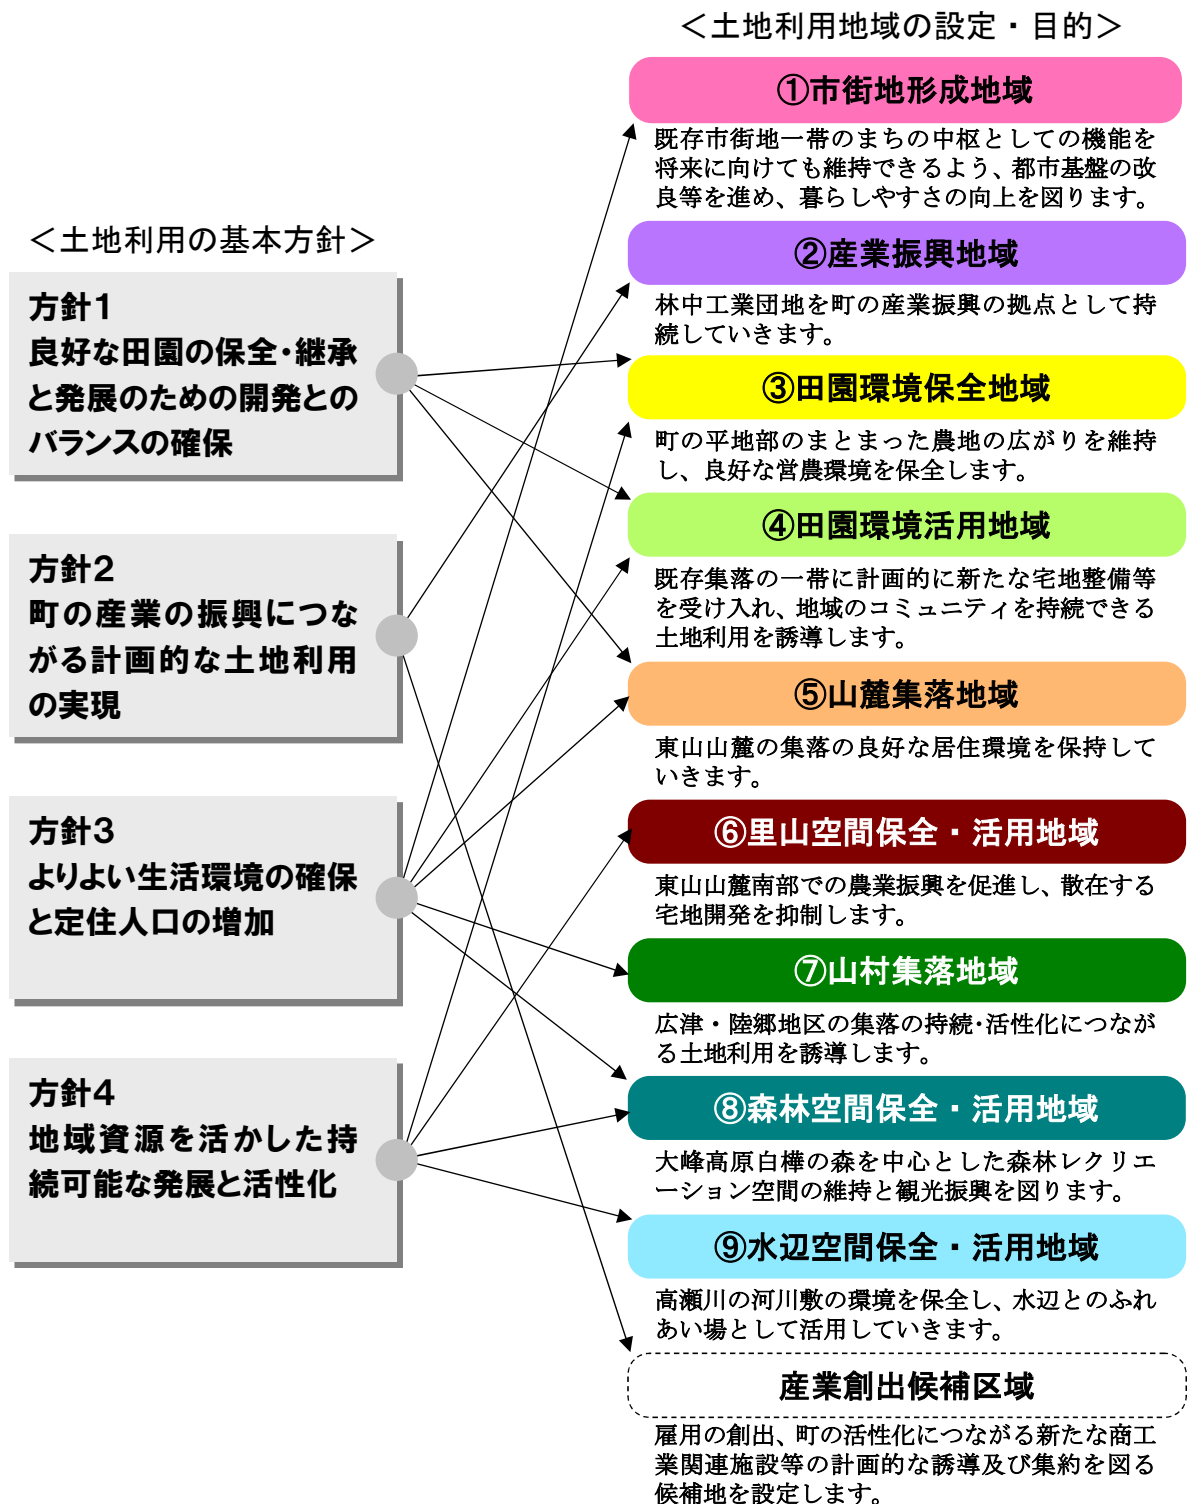 ＜土地利用の基本方針＞
方針1
良好な田園の保全・継承
と発展のための開発との
バランスの確保
方針2
町の産業の振興につな
がる計画的な土地利用
の実現
方針3
よりよい生活環境の確保
と定住人口の増加
方針4
地域資源を活かした持
続可能な発展と活性化
＜土地利用地域の設定・目的＞
①市街地形成地域
既存市街地一帯のまちの中枢としての機能を
将来に向けても維持できるよう、都市基盤の改
良等を進め、暮らしやすさの向上を図ります。
②産業振興地域
林中工業団地を町の産業振興の拠点として持
続していきます。
③田園環境保全地域
町の平地部のまとまった農地の広がりを維持
し、良好な営農環境を保全します。
④田園環境活用地域
既存集落の一帯に計画的に新たな宅地整備等
を受け入れ、地域のコミュニティを持続できる
土地利用を誘導します。
⑤山麓集落地域
東山山麓の集落の良好な居住環境を保持して
いきます。
⑥里山空間保全・活用地域
東山山麓南部での農業振興を促進し、散在する
宅地開発を抑制します。
⑦山村集落地域
広津・陸郷地区の集落の持続・活性化につなが
る土地利用を誘導します。
⑧森林空間保全・活用地域
大峰高原白樺の森を中心とした森林レクリエ
ーション空間の維持と観光振興を図ります。
⑨水辺空間保全・活用地域
高瀬川の河川敷の環境を保全し、水辺とのふれ
あい場として活用していきます。
産業創出候補区域
雇用の創出、町の活性化につながる新たな商工
業関連施設等の計画的な誘導及び集約を図る
候補地を設定します。